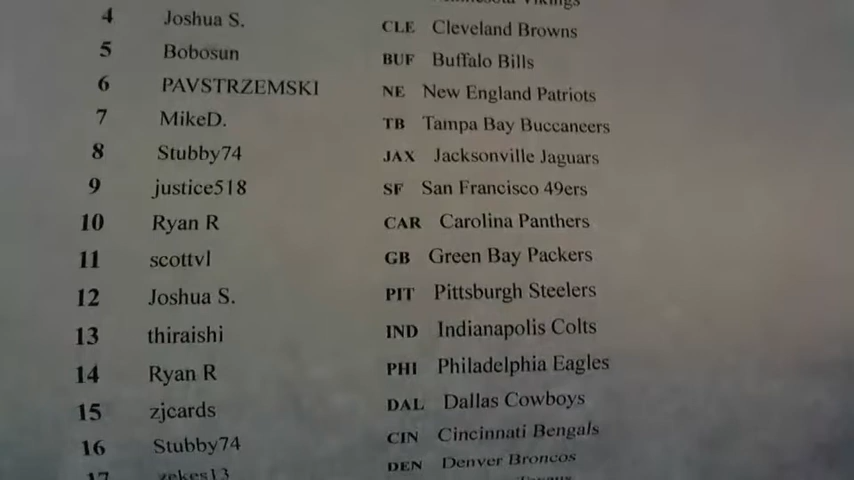 4 Joshua S. CLE Cleveland Browns
5 Bobosun BUF Buffalo Bills
6 PAVSTRZEMSKI NE New England Patriots
7 MikeD. TB Tampa Bay Buccaneers
8 Stubby74 JAX Jacksonville Jaguars
9 justice518 SF San Francisco 49ers
10 Ryan R CAR Carolina Panthers
11 scottvl GB Green Bay Packers
12 Joshua S. PIT Pittsburgh Steelers
13 thiraishi IND Indianapolis Colts
14 Ryan R PHI Philadelphia Eagles
15 zjcards DAL Dallas Cowboys
16 Stubby74 CIN Cincinnati Bengals
17 zekes13 DEN Denver Broncos